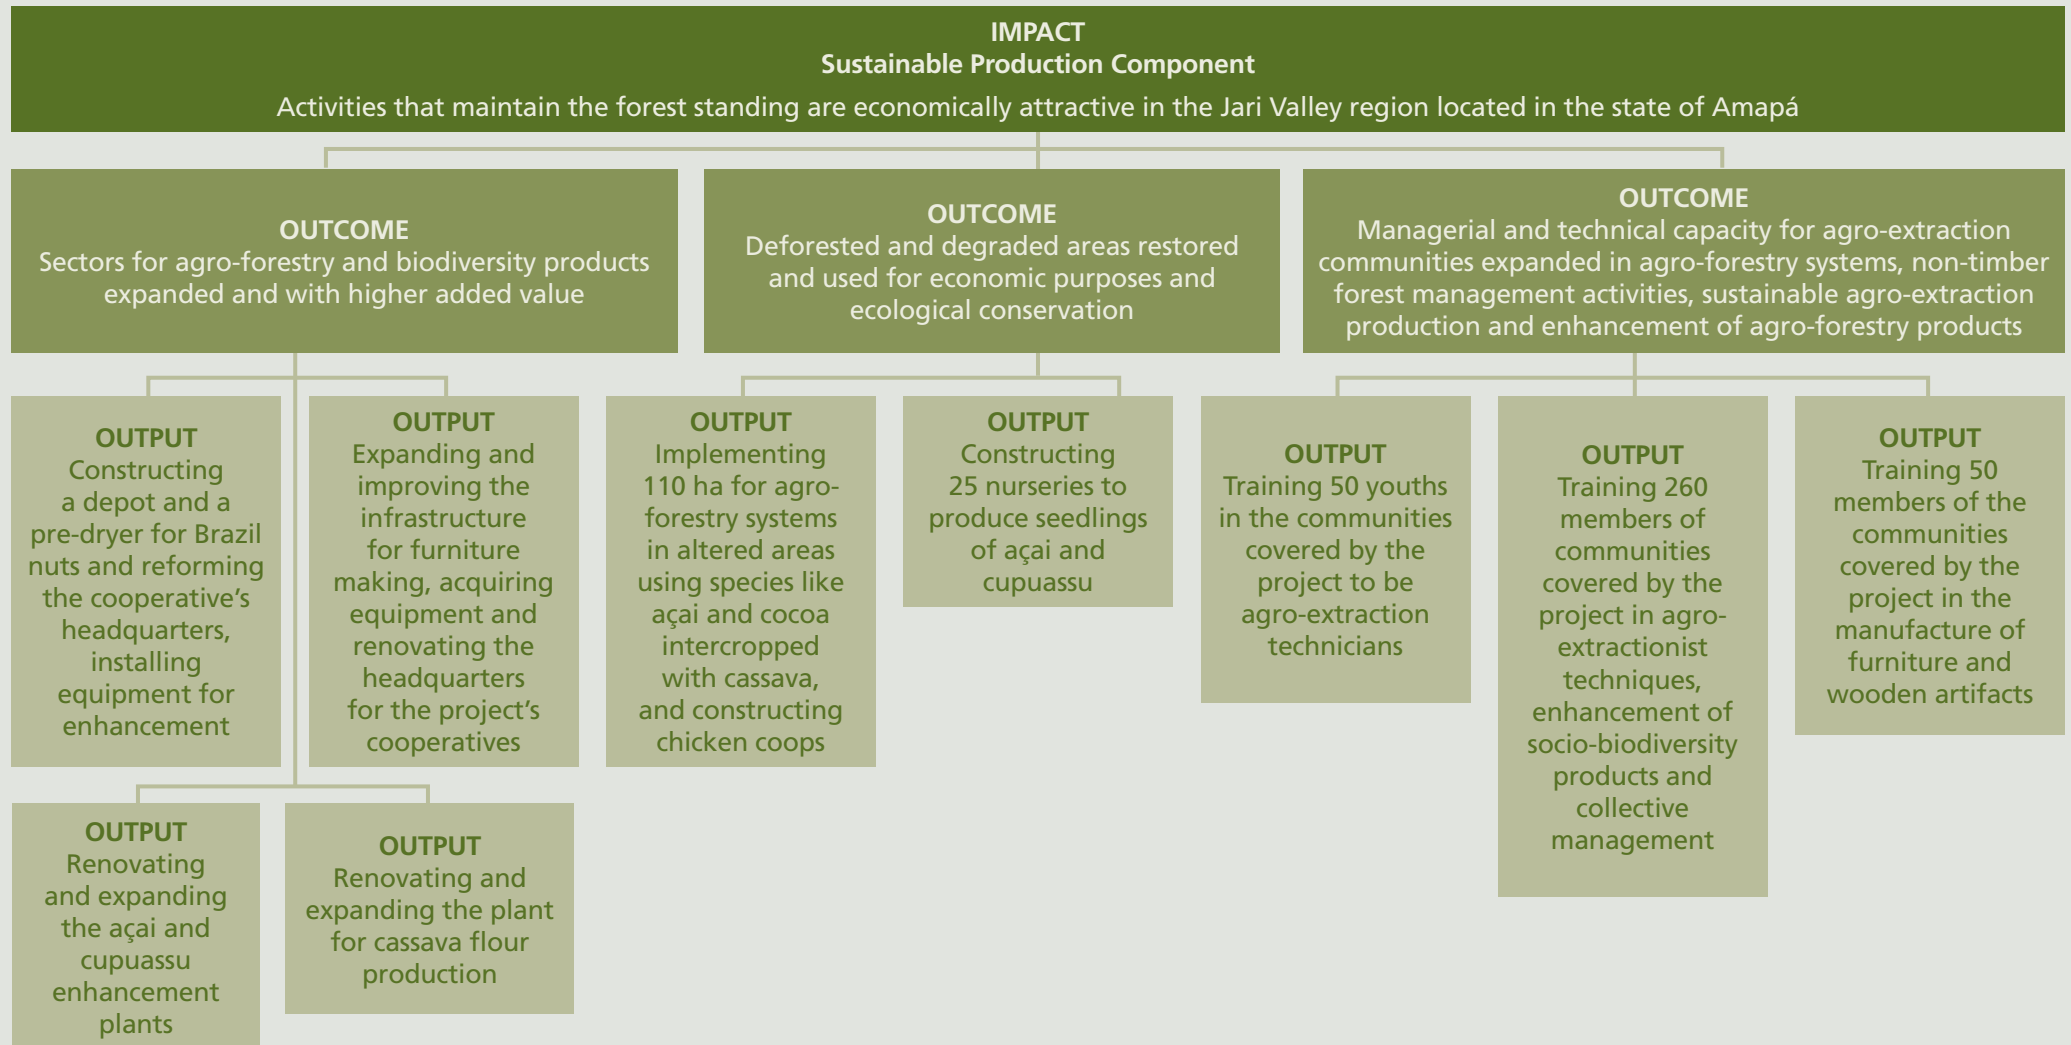 IMPACT
Sustainable Production Component
Activities that maintain the forest standing are economically attractive in the Jari Valley region located in the state of Amapá
OUTCOME
Sectors for agro-forestry and biodiversity products
expanded and with higher added value
OUTCOME
Deforested and degraded areas restored
and used for economic purposes and
ecological conservation
OUTCOME
Managerial and technical capacity for agro-extraction
communities expanded in agro-forestry systems, non-timber
forest management activities, sustainable agro-extraction
production and enhancement of agro-forestry products
OUTPUT
Constructing
a depot and a
pre-dryer for Brazil
nuts and reforming
the cooperative's
headquarters,
installing
equipment for
enhancement
OUTPUT
Expanding and
improving the
infrastructure
for furniture
making, acquiring
equipment and
renovating the
headquarters
for the project's
cooperatives
OUTPUT
Implementing
110 ha for agro-
forestry systems
in altered areas
using species like
açai and cocoa
intercropped
with cassava,
and constructing
chicken coops
OUTPUT
Constructing
25 nurseries to
produce seedlings
of açai and
cupuassu
OUTPUT
Training 50 youths
in the communities
covered by the
project to be
agro-extraction
technicians
OUTPUT
Training 260
members of
communities
covered by the
project in agro-
extractionist
techniques,
enhancement of
socio-biodiversity
products and
collective
management
OUTPUT
Training 50
members of the
communities
covered by the
project in the
manufacture of
furniture and
wooden artifacts
OUTPUT
Renovating
and expanding
the açai and
cupuassu
enhancement
plants
OUTPUT
Renovating and
expanding the plant
for cassava flour
production